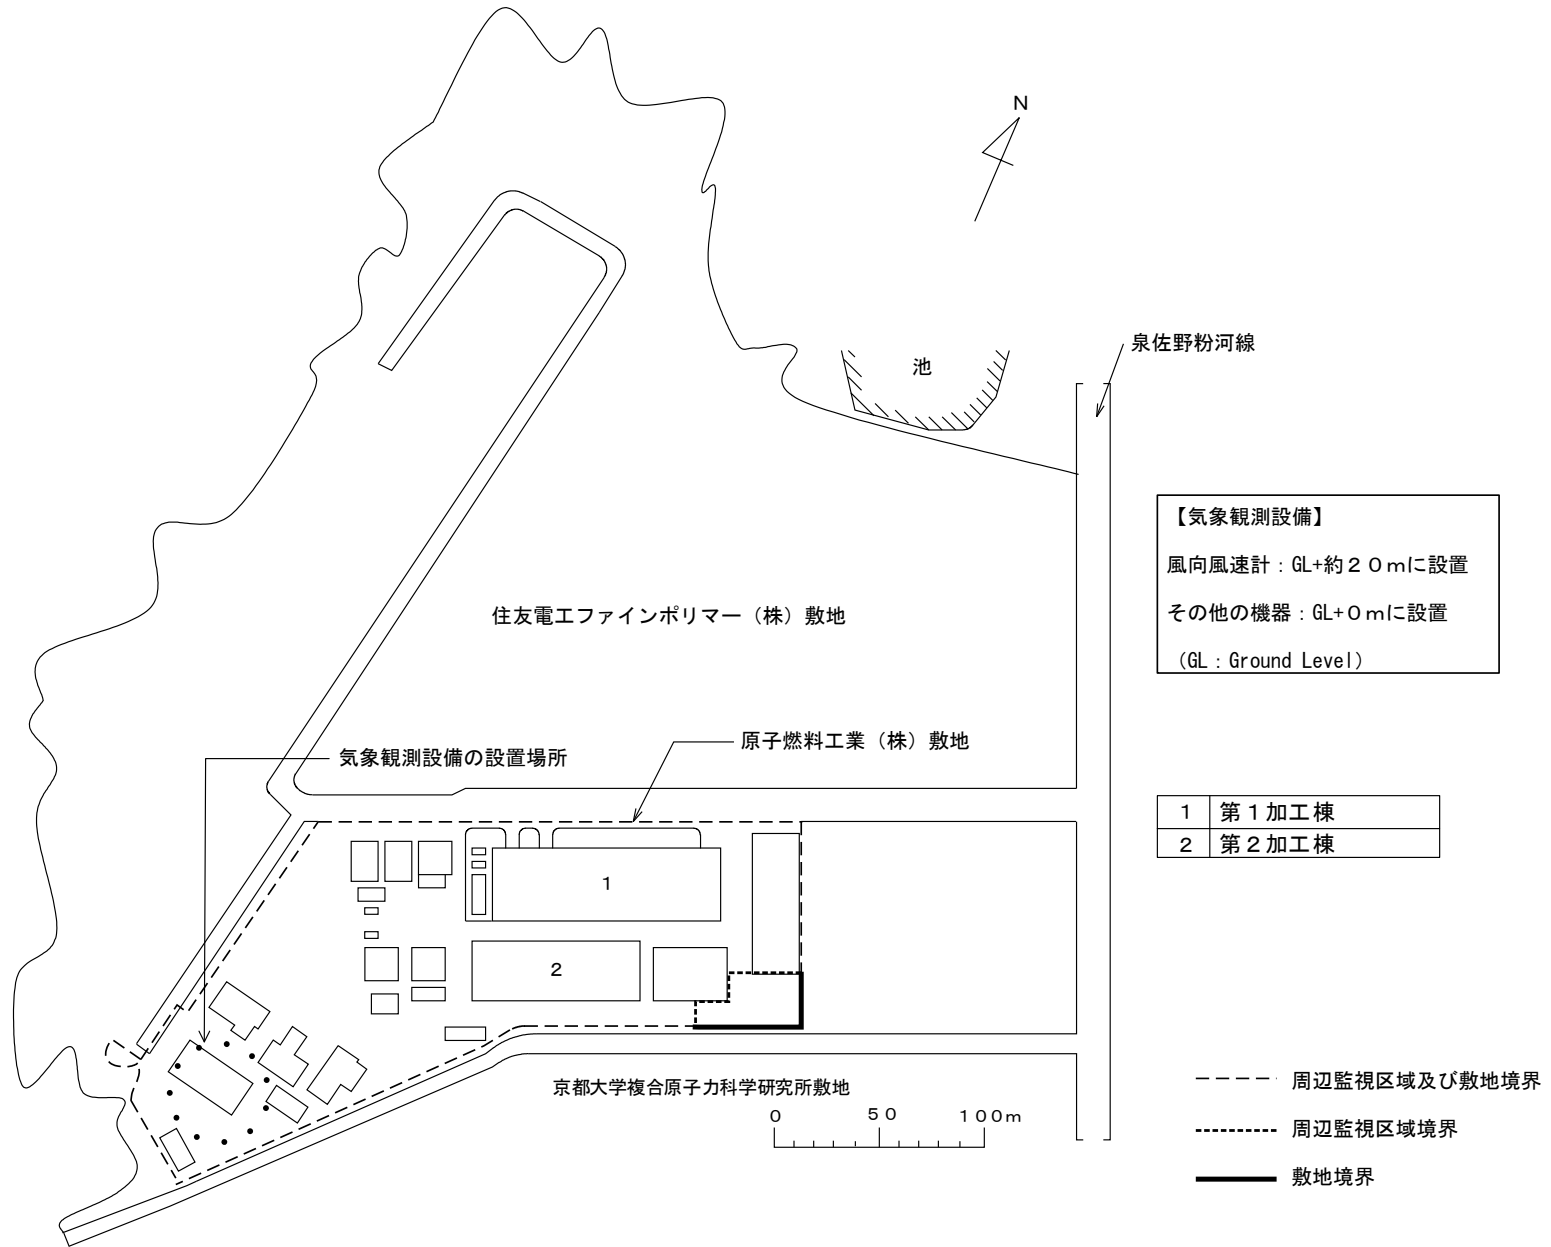 N
泉佐野粉河線
池
【気象観測設備】
風向風速計：GL+約２０ｍに設置
その他の機器：GL+０ｍに設置
（GL：Ground Level）
住友電工ファインポリマー（株）敷地
原子燃料工業（株）敷地
気象観測設備の設置場所
1 第１加工棟
2 第２加工棟
1
2
京都大学複合原子力科学研究所敷地
0 50 100m
周辺監視区域及び敷地境界
周辺監視区域境界
敷地境界